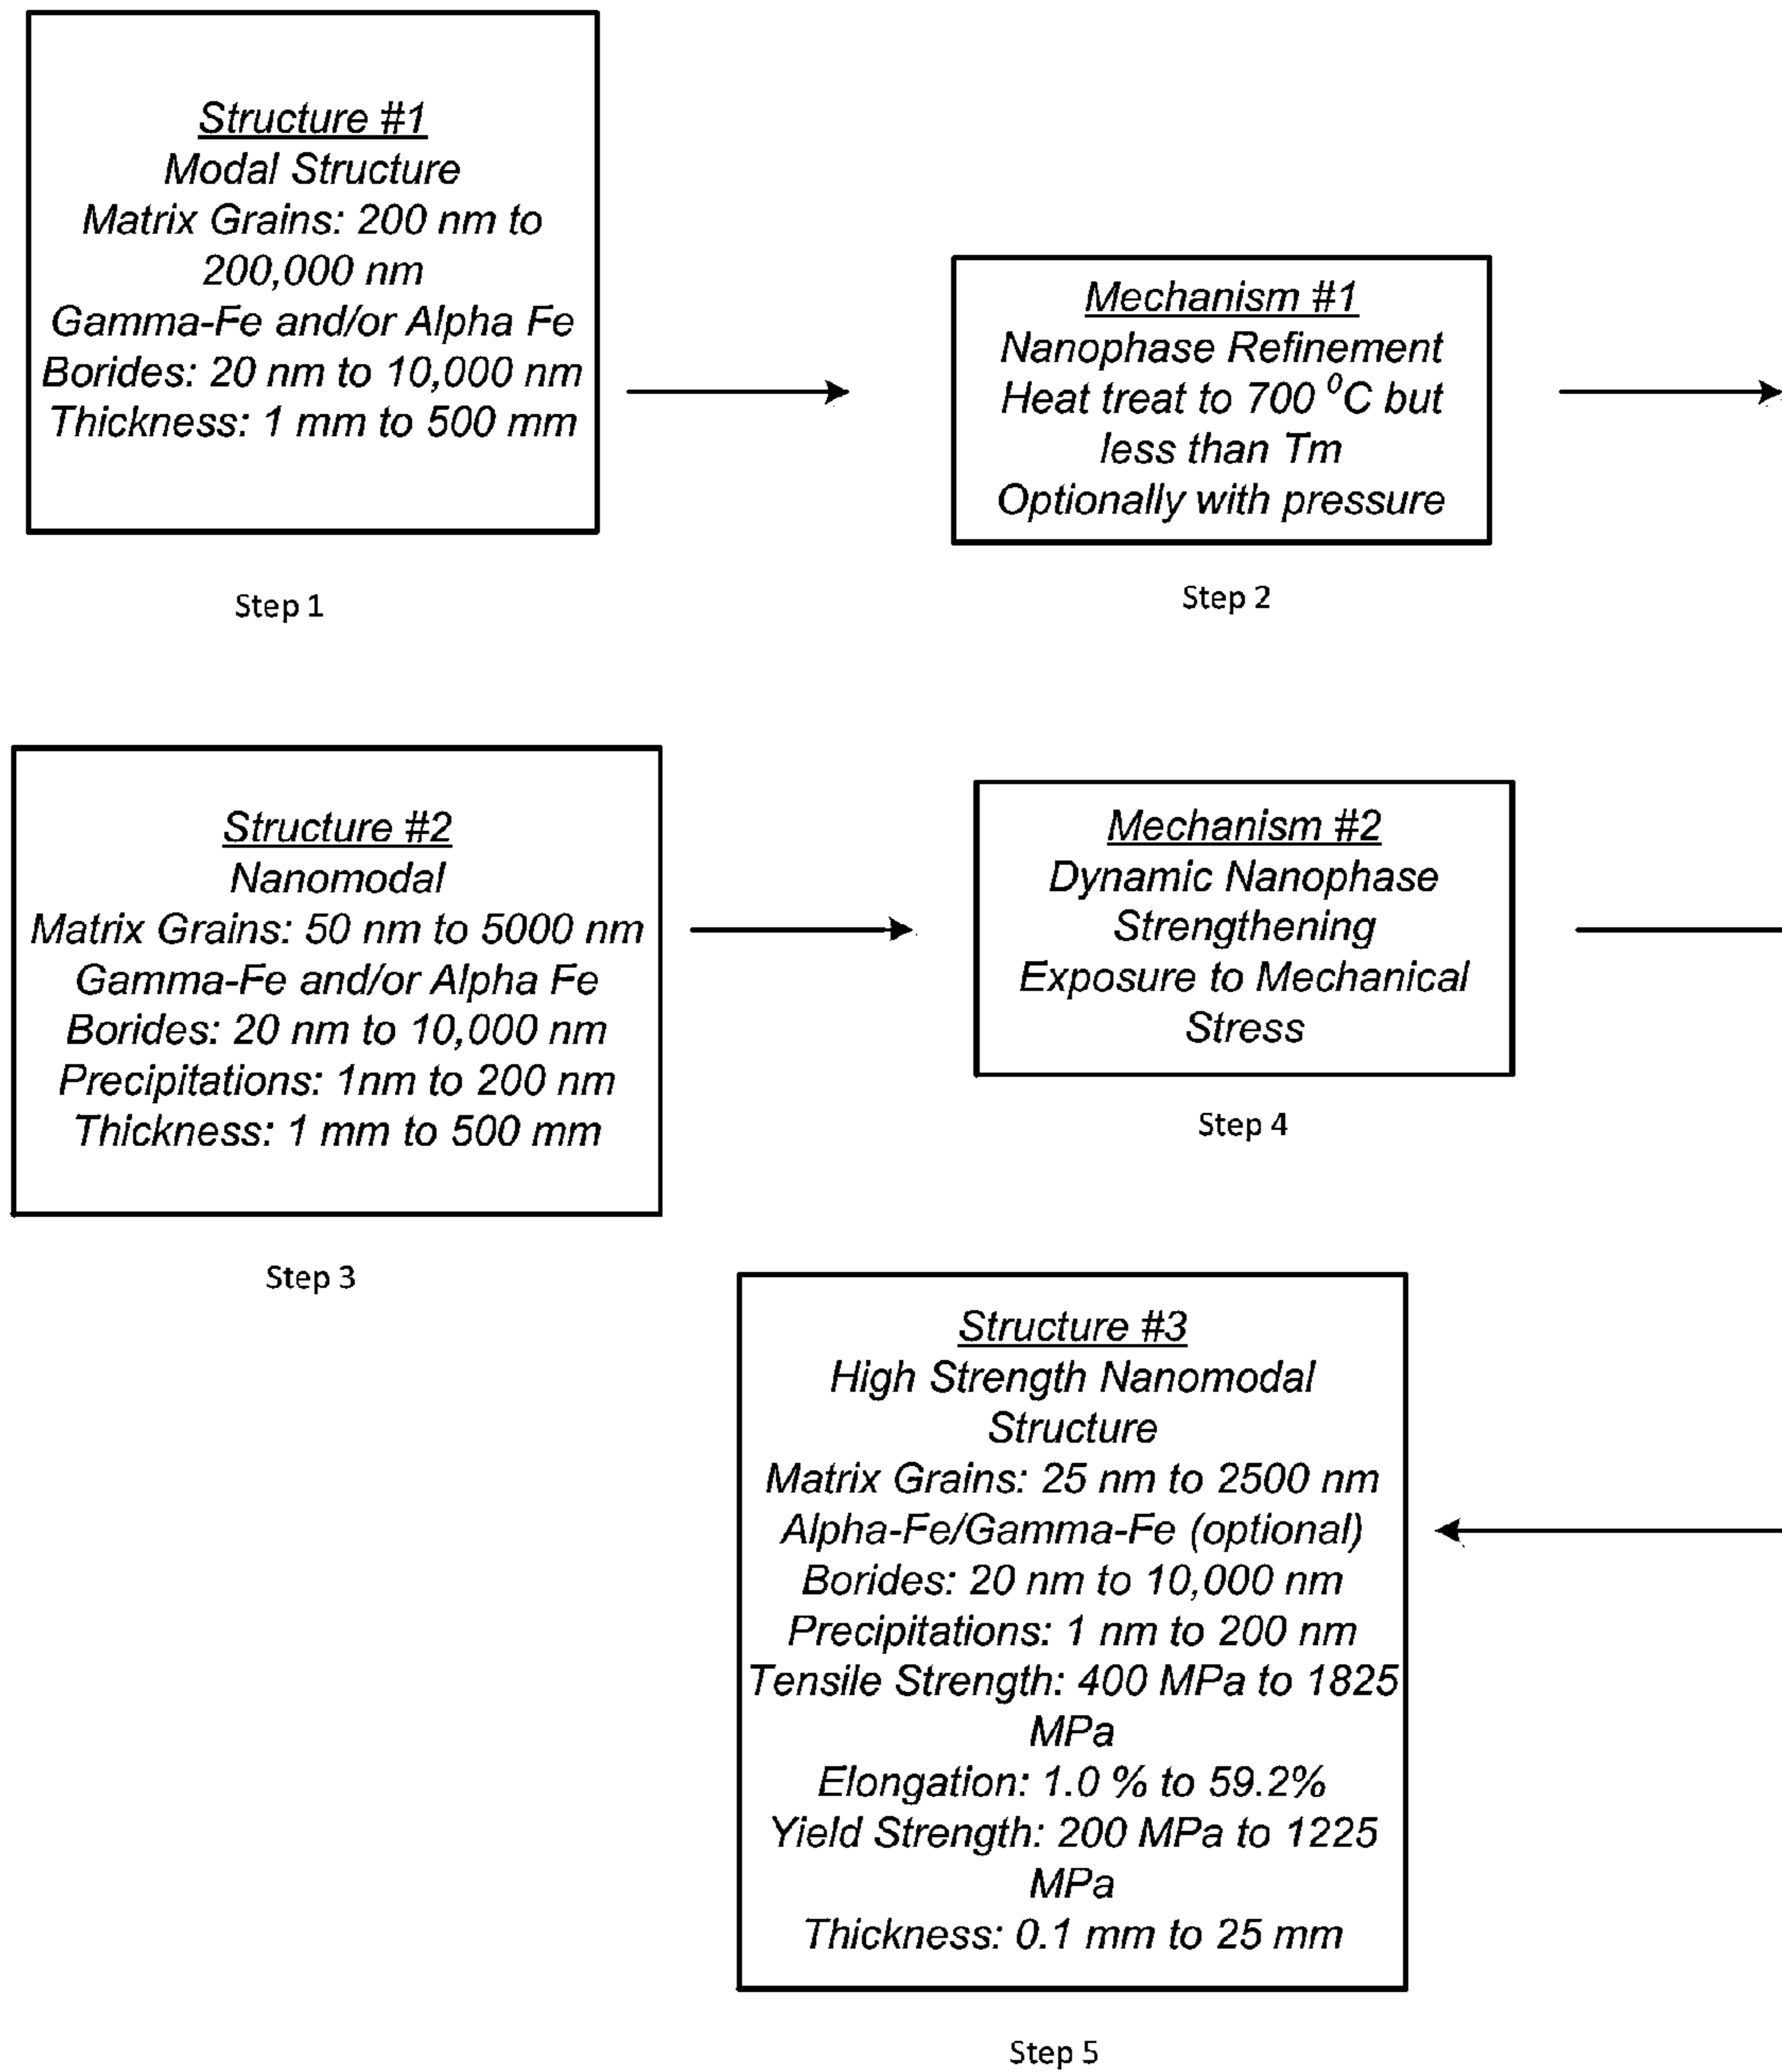 Structure #1
Modal Structure
Matrix Grains: 200 nm to
200,000 nm
Gamma-Fe and/or Alpha Fe
Borides: 20 nm to 10,000 nm
Thickness: 1 mm to 500 mm
Step 1
Mechanism #1
Nanophase Refinement
Heat treat to 700 ⁰C but
less than Tm
Optionally with pressure
Step 2
Structure #2
Nanomodal
Matrix Grains: 50 nm to 5000 nm
Gamma-Fe and/or Alpha Fe
Borides: 20 nm to 10,000 nm
Precipitations: 1nm to 200 nm
Thickness: 1 mm to 500 mm
Step 3
Mechanism #2
Dynamic Nanophase
Strengthening
Exposure to Mechanical
Stress
Step 4
Structure #3
High Strength Nanomodal
Structure
Matrix Grains: 25 nm to 2500 nm
Alpha-Fe/Gamma-Fe (optional)
Borides: 20 nm to 10,000 nm
Precipitations: 1 nm to 200 nm
Tensile Strength: 400 MPa to 1825
MPa
Elongation: 1.0 % to 59.2%
Yield Strength: 200 MPa to 1225
MPa
Thickness: 0.1 mm to 25 mm
Step 5